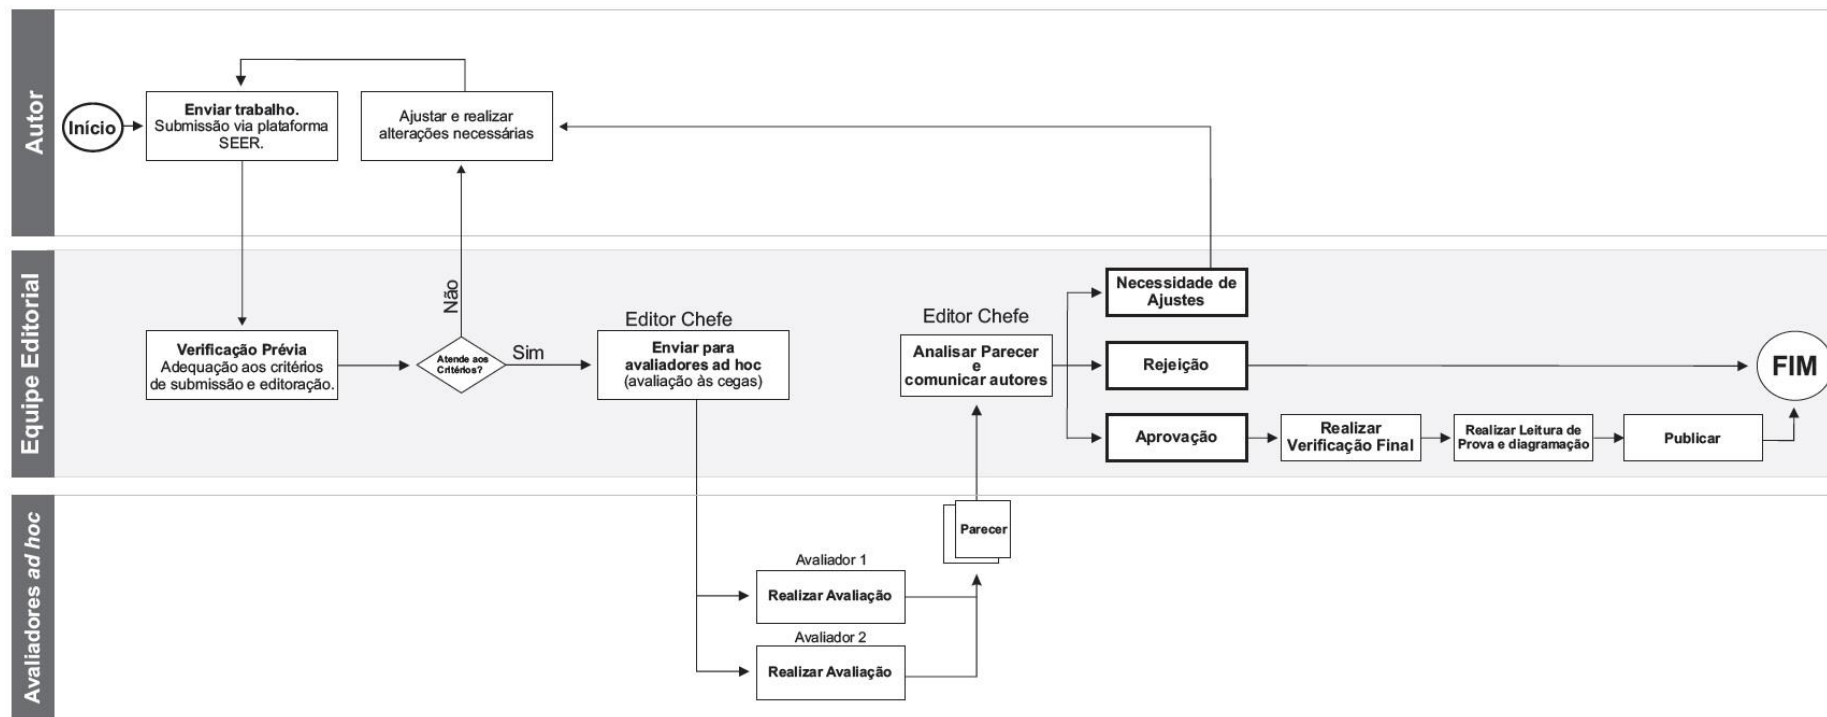 Autor
Início
Enviar trabalho.
Submissão via plataforma
SEER.
Ajustar e realizar
alterações necessárias
Equipe Editorial
Verificação Prévia
Adequação aos critérios
de submissão e editoração.
Atende aos
Critérios?
Não
Sim
Editor Chefe
Enviar para
avaliadores ad hoc
(avaliação às cegas)
Editor Chefe
Analisar Parecer
e
comunicar autores
Necessidade de
Ajustes
Rejeição
Aprovação
Realizar
Verificação Final
Realizar Leitura de
Prova e diagramação
Publicar
FIM
Avaliadores ad hoc
Avaliador 1
Realizar Avaliação
Avaliador 2
Realizar Avaliação
Parecer